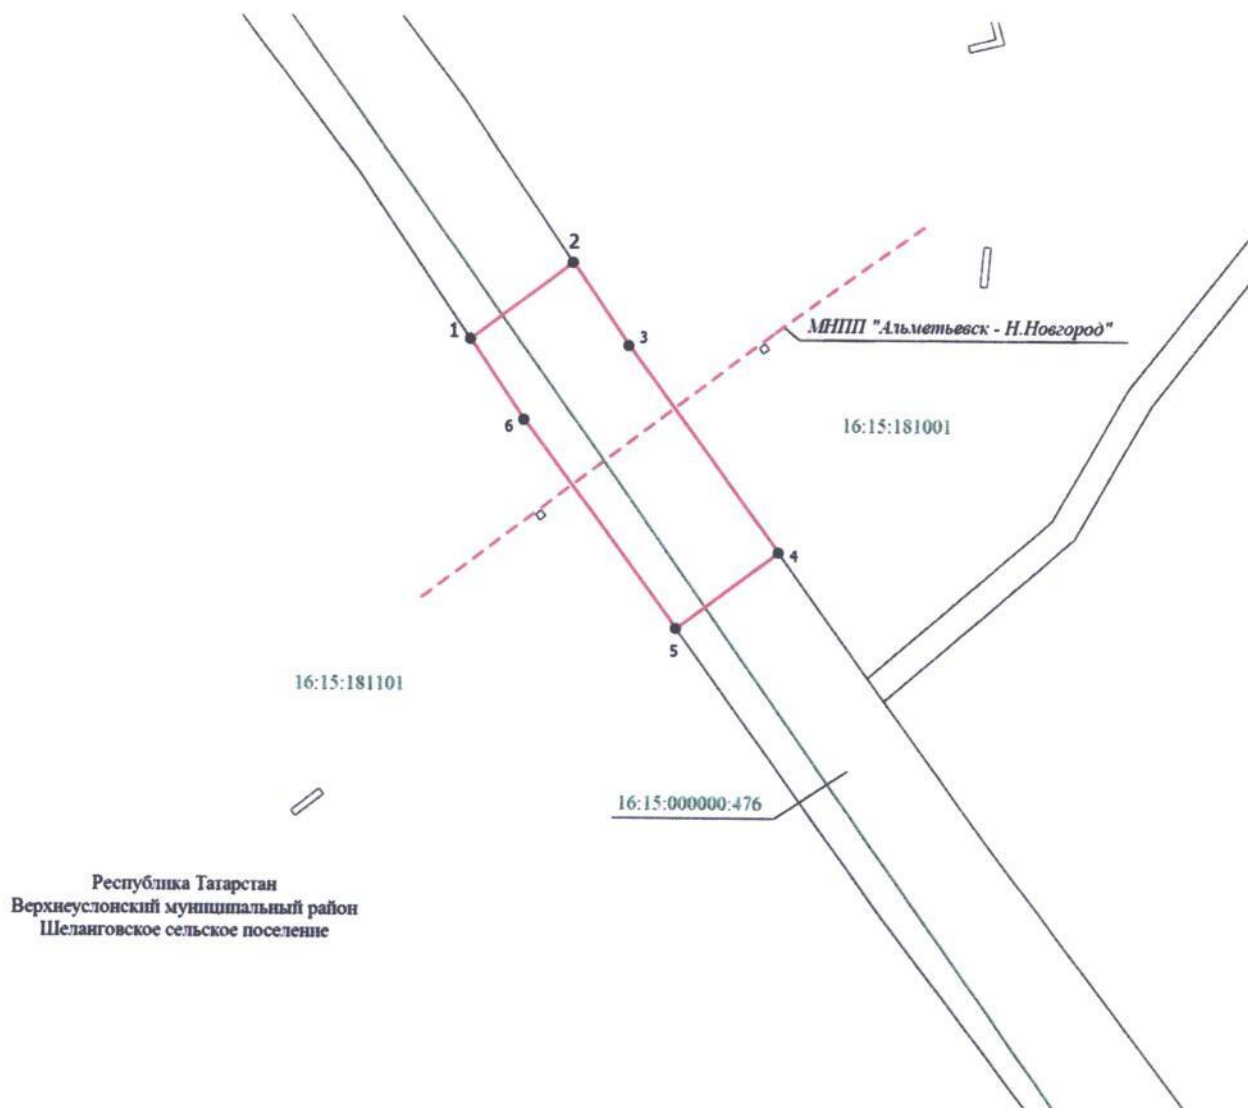 2
1
3
МНПП "Альметьевск - Н.Новгород"
6
16:15:181001
4
5
16:15:181101
16:15:000000:476
Республика Татарстан
Верхнеуслонский муниципальный район
Шеланговское сельское поселение